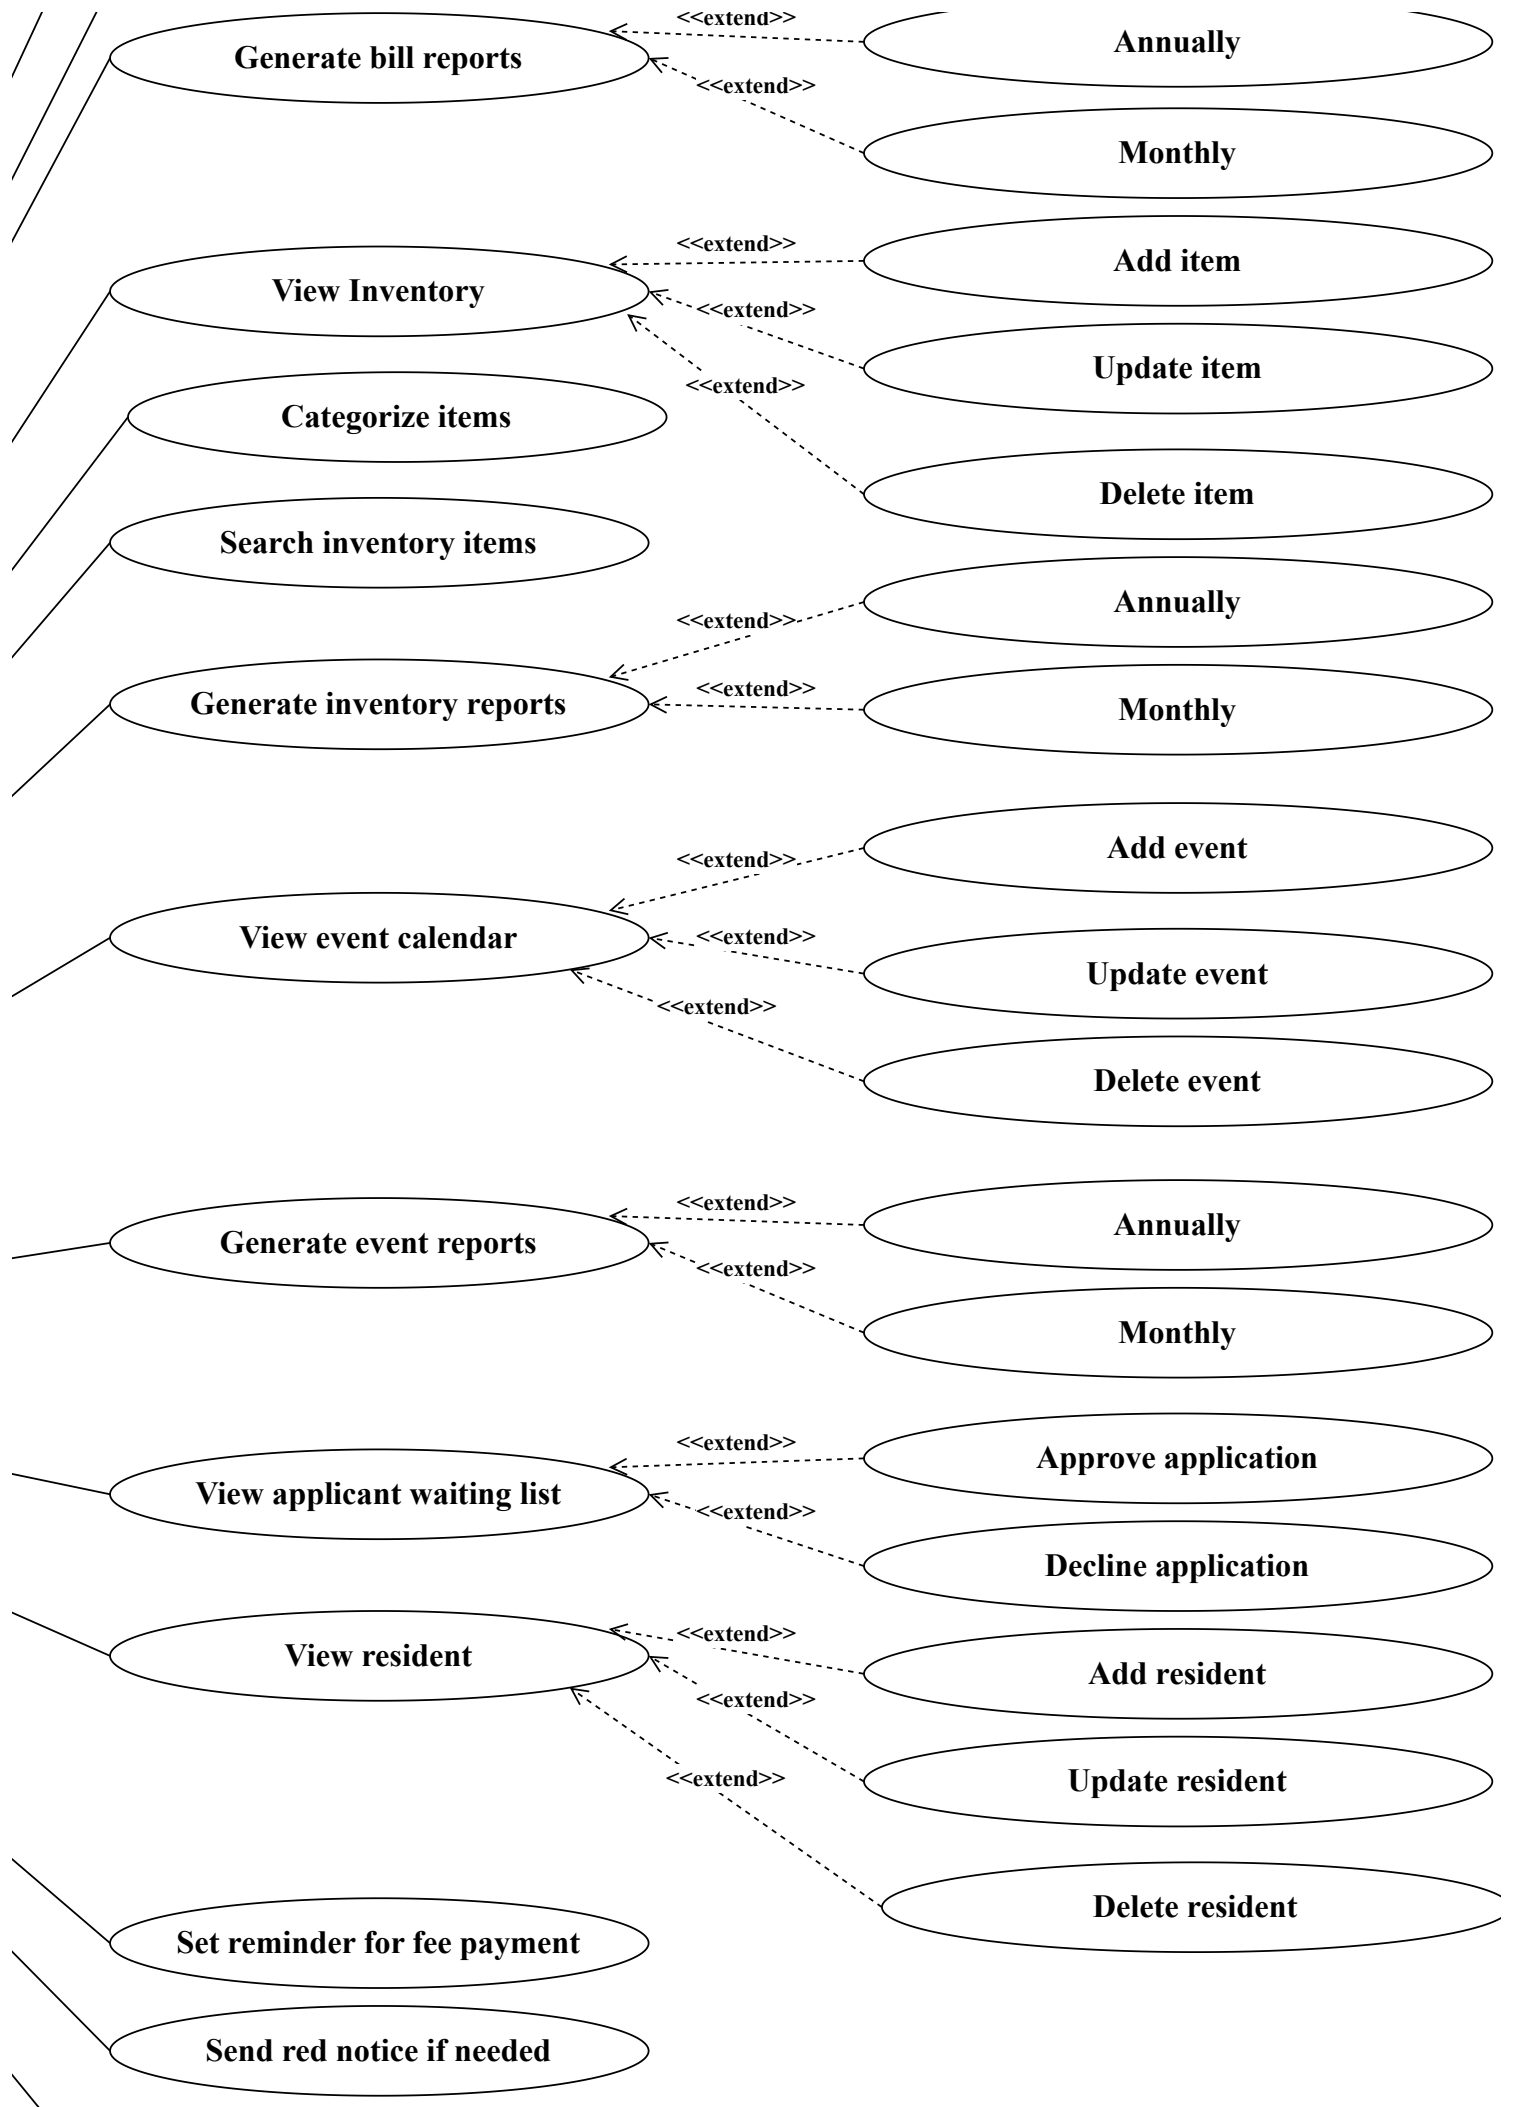 <<extend>>
Generate bill reports
Annually
<<extend>>
Monthly
<<extend>>
Add item
View Inventory
<<extend>>
Update item
<<extend>>
Categorize items
Delete item
Search inventory items
Annually
<<extend>>
Generate inventory reports
<<extend>>
Monthly
Add event
<<extend>>
View event calendar
<<extend>>
Update event
<<extend>>
Delete event
<<extend>>
Annually
Generate event reports
<<extend>>
Monthly
<<extend>>
Approve application
View applicant waiting list
<<extend>>
Decline application
<<extend>>
View resident
Add resident
<<extend>>
Update resident
<<extend>>
Delete resident
Set reminder for fee payment
Send red notice if needed